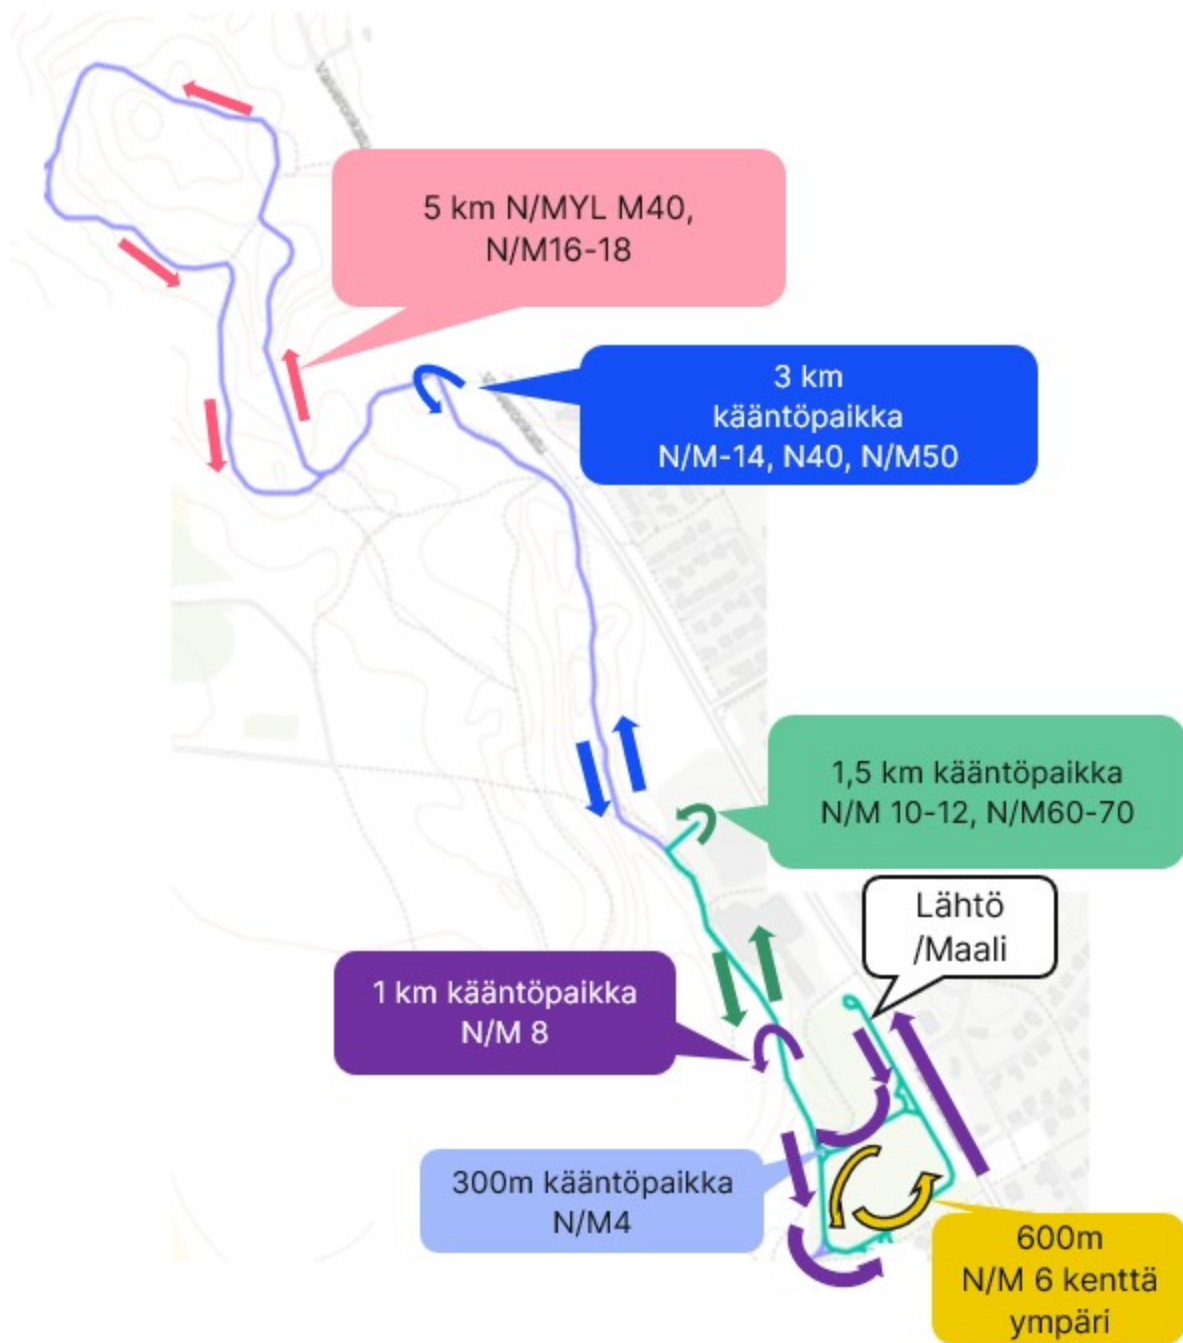 Vaiveronkatu
5 km N/MYL M40,
N/M16-18
3 km
kääntöpaikka
N/M-14, N40, N/M50
1,5 km kääntöpaikka
N/M 10-12, N/M60-70
Lähtö
/Maali
1 km kääntöpaikka
N/M 8
300m kääntöpaikka
N/M4
600m
N/M 6 kenttä
ympäri